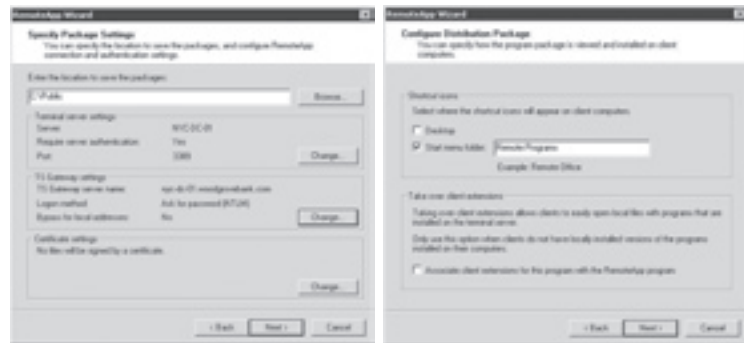 RemoteApp Wizard
Specify Package Settings
You can specify the location to save the packages, and configure RemoteApp
connection and authentication settings.
Enter the location to save the packages:
C:\Public
Browse...
Terminal server settings
Server: NYC-DC-01
Require server authentication: Yes
Port: 3389
Change...
TS Gateway settings
TS Gateway server name: nyc-dc-01.woodgrovebank.com
Logon method: Ask for password (NTLM)
Bypass for local addresses: No
Change...
Certificate settings
No files will be signed by a certificate.
Change...
< Back
Next >
Cancel
RemoteApp Wizard
Configure Distribution Package
You can specify how the program package is viewed and installed on client
computers.
Shortcut icons
Select where the shortcut icons will appear on client computers.
Desktop
Start menu folder: Remote Programs
Example: Remote Office
Take over client extensions
Taking over client extensions allows clients to easily open local files with programs that are
installed on the terminal server.
Only use this option when clients do not have locally installed versions of the programs
installed on their computers.
Associate client extensions for this program with the RemoteApp program
< Back
Next >
Cancel